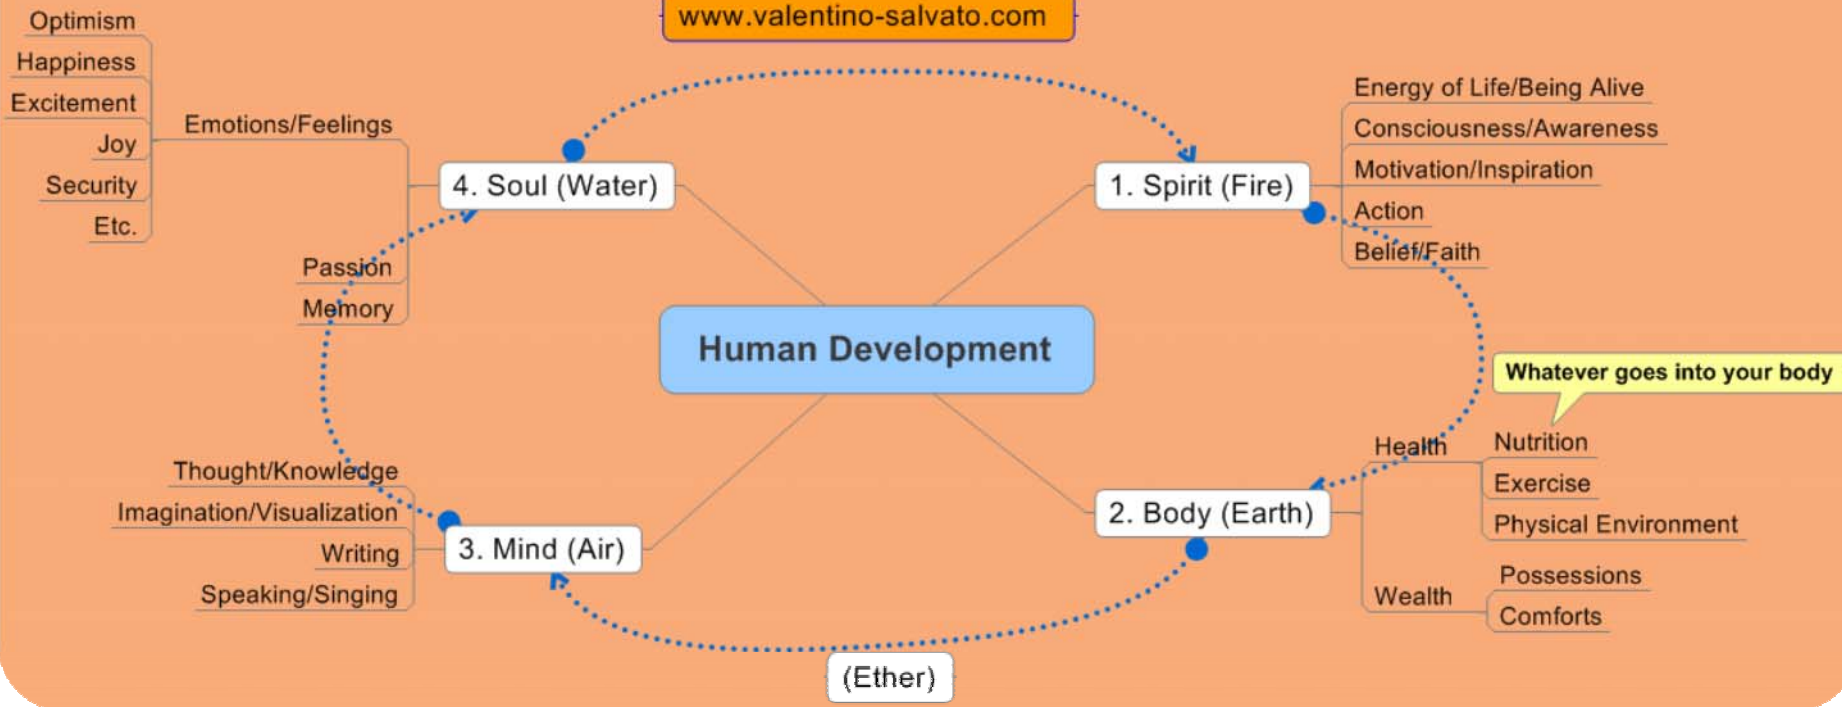 www.valentino-salvato.com
Optimism
Happiness
Excitement
Joy
Security
Etc.
Emotions/Feelings
Passion
Memory
4. Soul (Water)
1. Spirit (Fire)
Energy of Life/Being Alive
Consciousness/Awareness
Motivation/Inspiration
Action
Belief/Faith
Human Development
Whatever goes into your body
Thought/Knowledge
Imagination/Visualization
Writing
Speaking/Singing
3. Mind (Air)
2. Body (Earth)
Health
Nutrition
Exercise
Physical Environment
Wealth
Possessions
Comforts
(Ether)